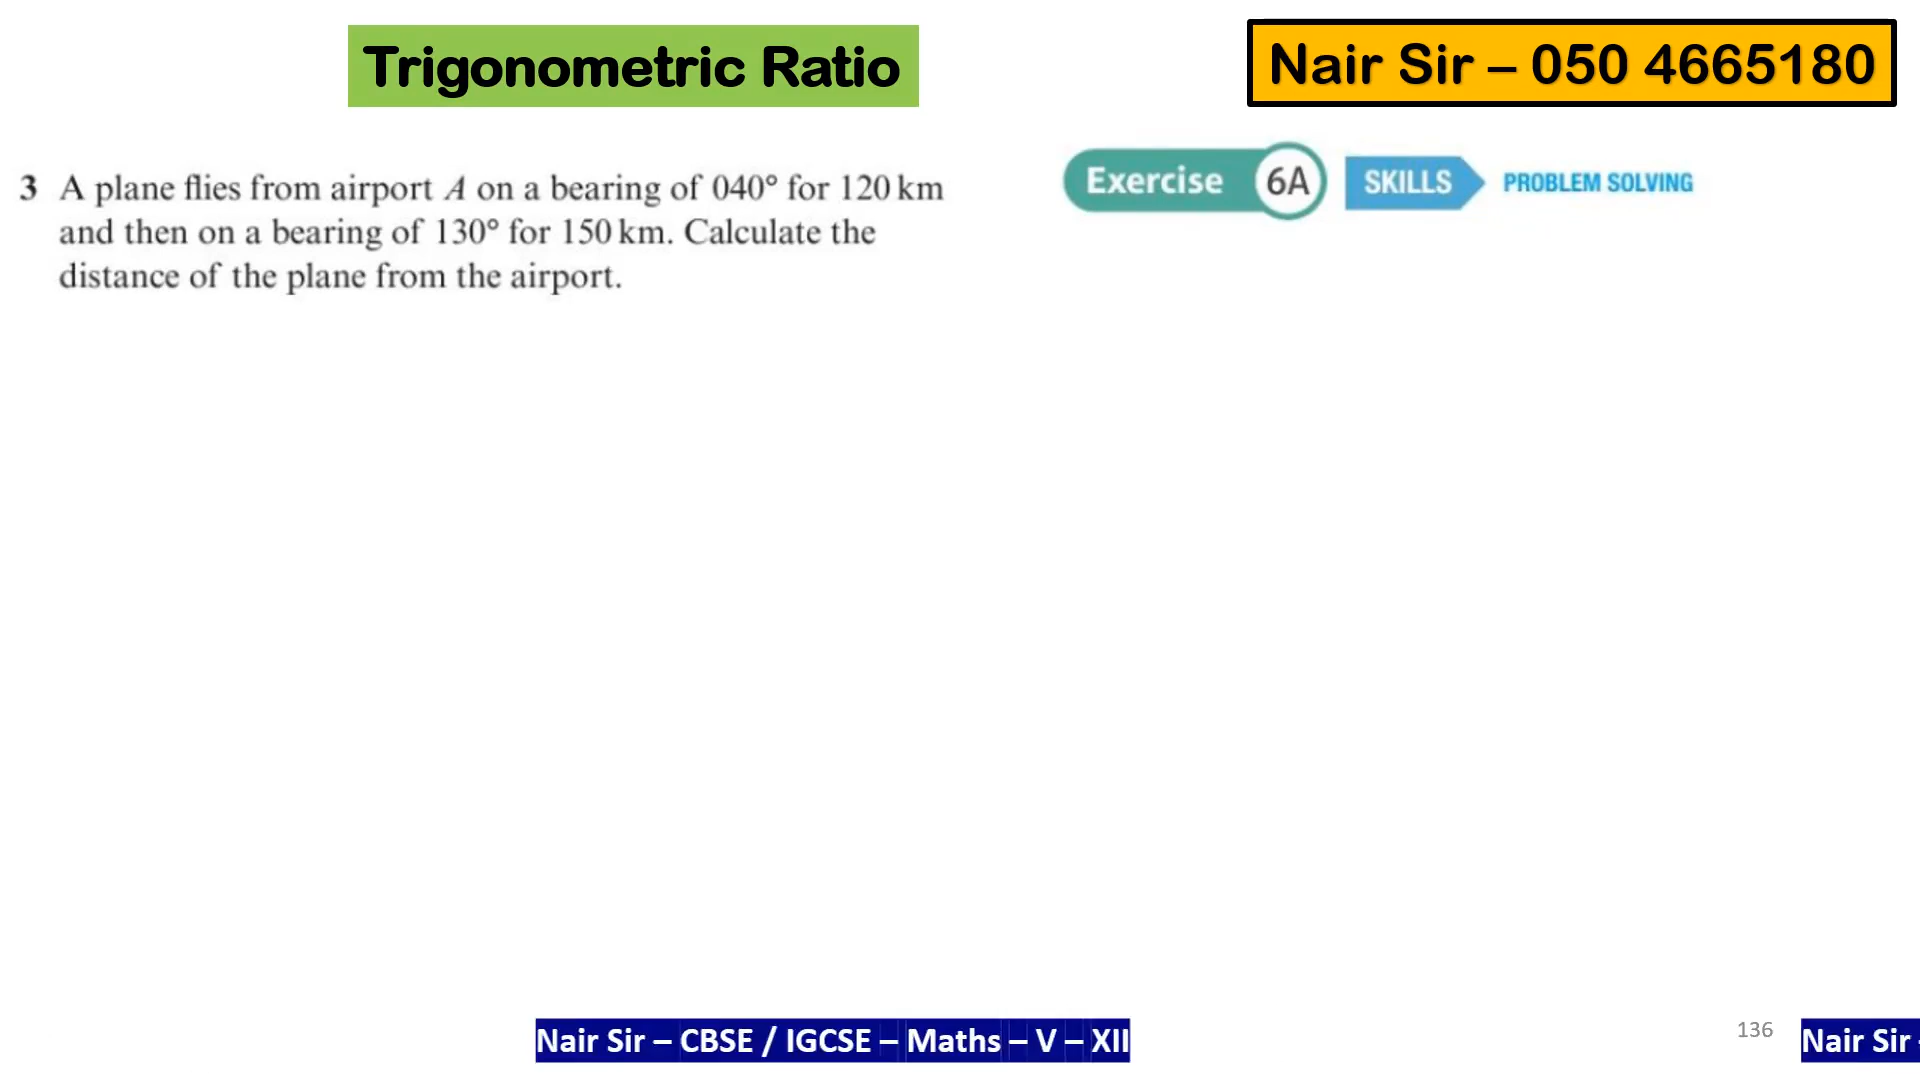 Trigonometric Ratio
Nair Sir – 050 4665180
Exercise 6A SKILLS PROBLEM SOLVING
3 A plane flies from airport A on a bearing of 040° for 120 km
and then on a bearing of 130° for 150 km. Calculate the
distance of the plane from the airport.
Nair Sir – CBSE / IGCSE – Maths – V – XII
136
Nair Sir -